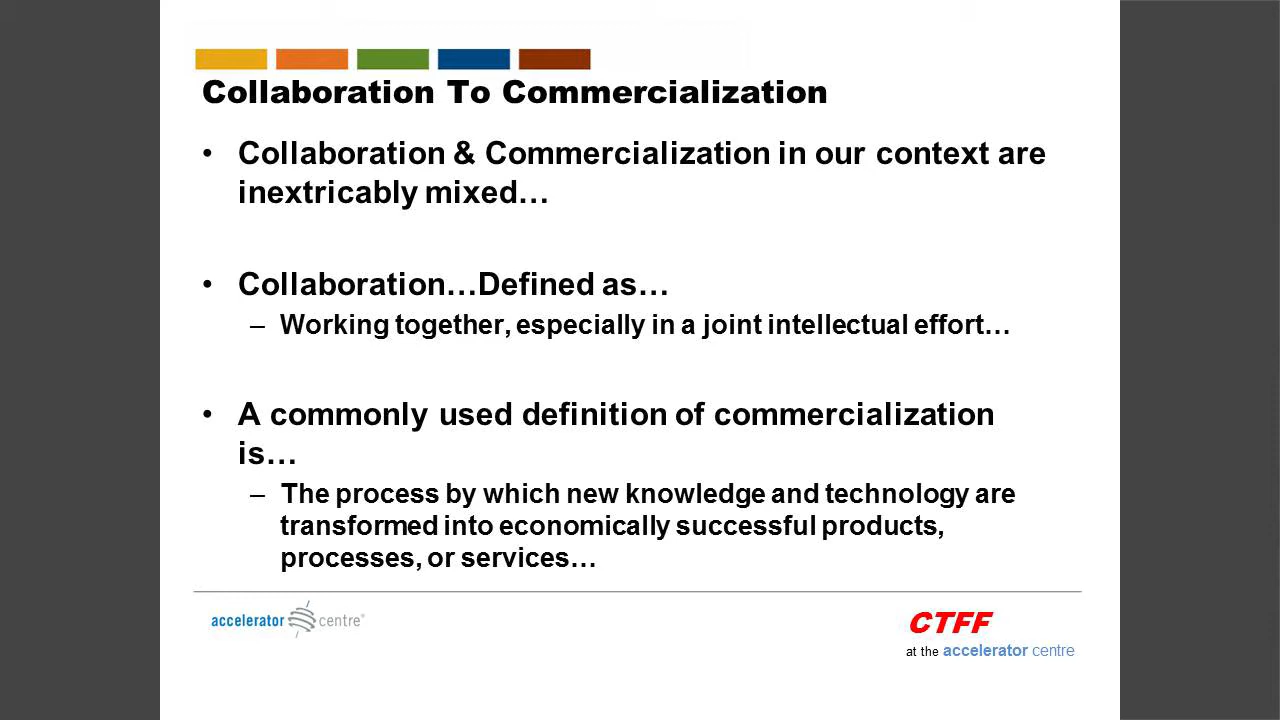 Collaboration To Commercialization
• Collaboration & Commercialization in our context are
inextricably mixed…
• Collaboration…Defined as…
– Working together, especially in a joint intellectual effort…
• A commonly used definition of commercialization
is…
– The process by which new knowledge and technology are
transformed into economically successful products,
processes, or services…
accelerator centre®
CTFF
at the accelerator centre